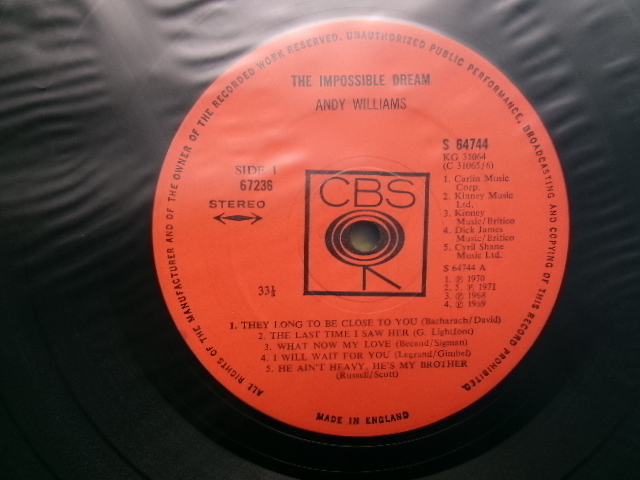 ALL RIGHTS OF THE MANUFACTURER AND OF THE OWNER OF THE RECORDED WORK RESERVED. UNAUTHORIZED PUBLIC PERFORMANCE, BROADCASTING AND COPYING OF THIS RECORD PROHIBITED.
THE IMPOSSIBLE DREAM
ANDY WILLIAMS
SIDE 1
67236
STEREO
CBS
S 64744
KG 31064
(C 31065/6)
1. Carlin Music
Corp.
2. Kinney Music
Ltd.
3. Kinney
Music/Britico
4. Dick James
Music/Britico
5. Cyril Shane
Music Ltd.
S 64744 A
1. ℗ 1970
2. 5. ℗ 1971
3. ℗ 1968
4. ℗ 1969
33⅓
1. THEY LONG TO BE CLOSE TO YOU (Bacharach/David)
2. THE LAST TIME I SAW HER (G. Lightfoot)
3. WHAT NOW MY LOVE (Becaud/Sigman)
4. I WILL WAIT FOR YOU (Legrand/Gimbel)
5. HE AIN'T HEAVY, HE'S MY BROTHER
(Russell/Scott)
MADE IN ENGLAND